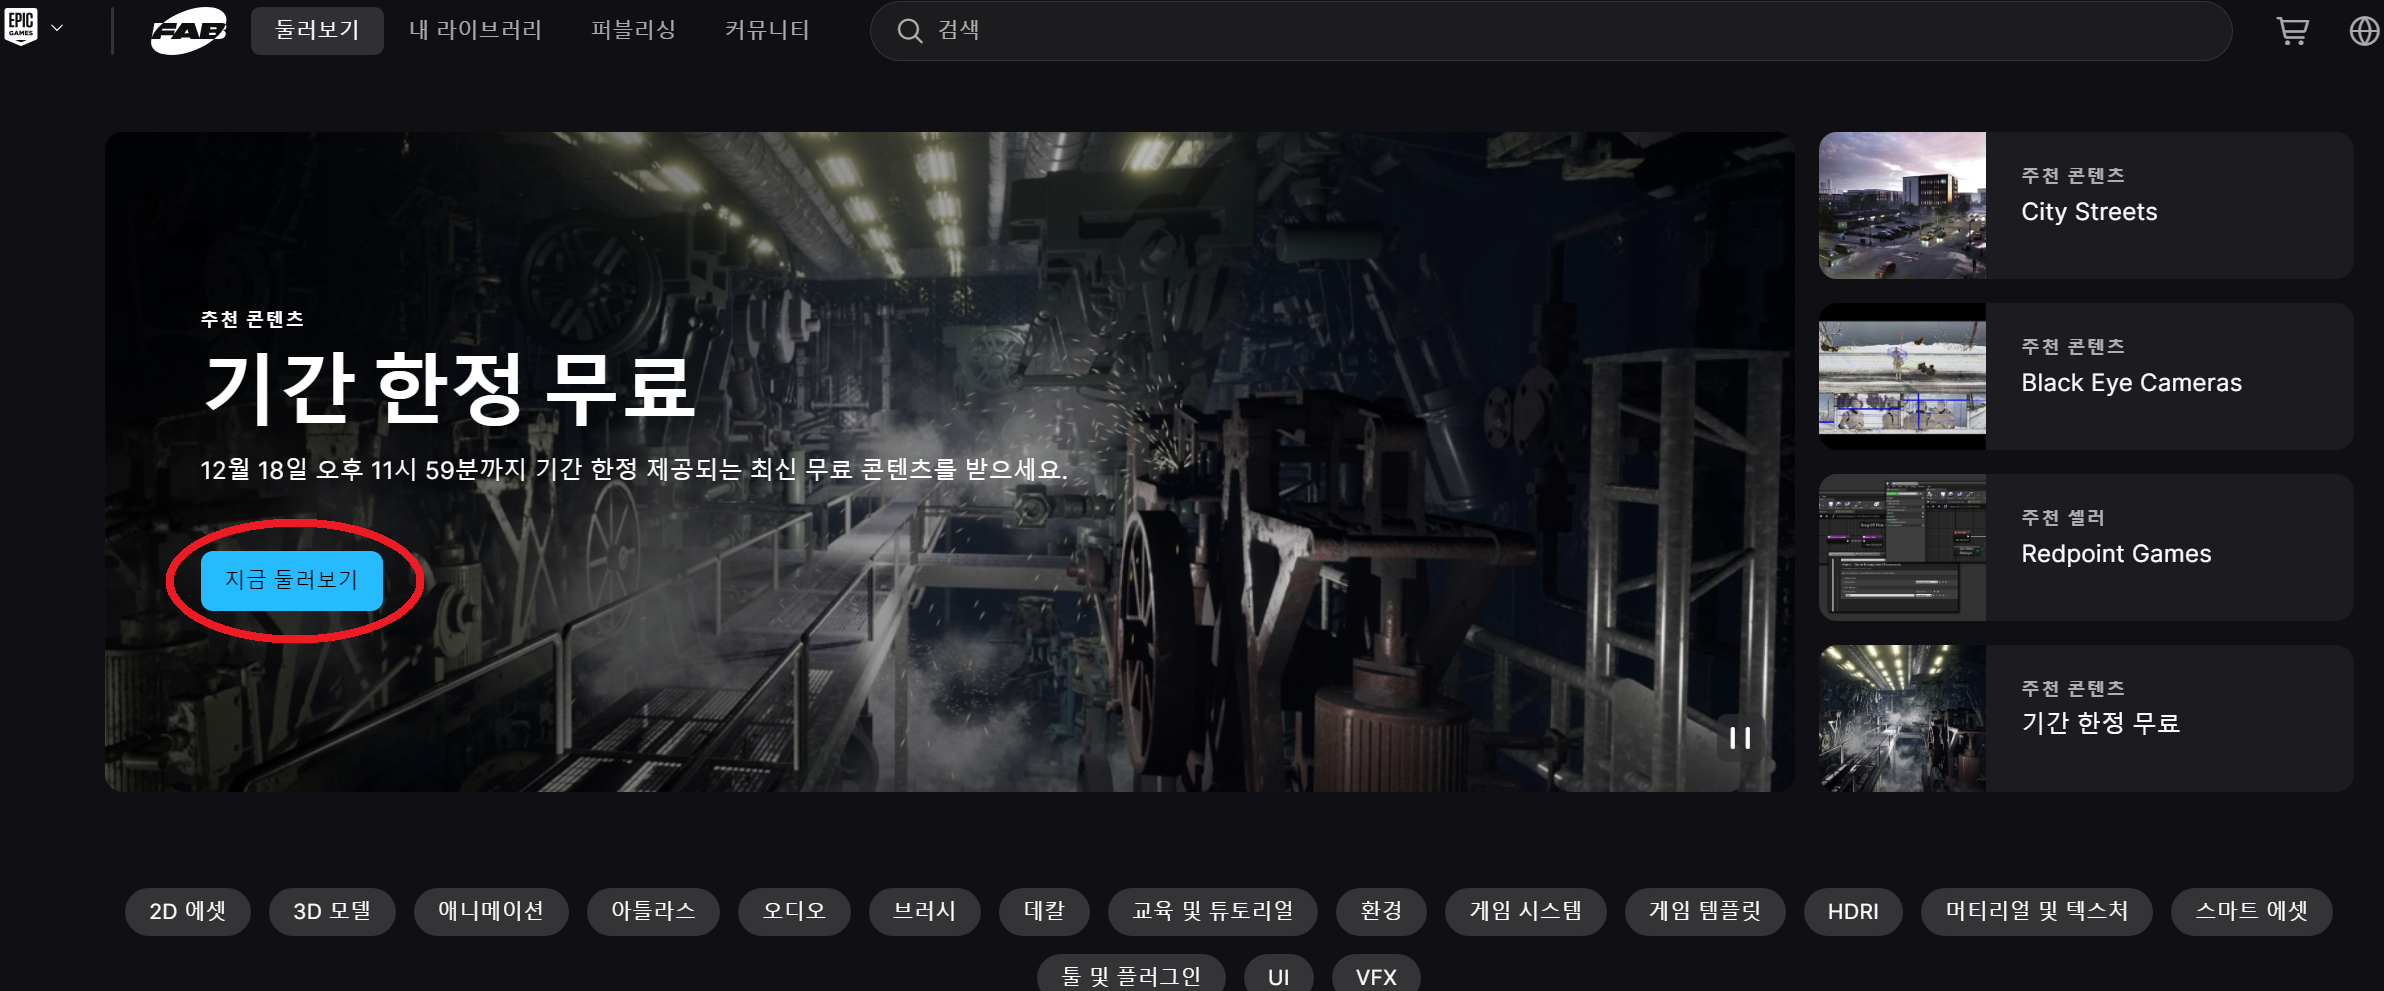 EPIC GAMES
FAB
둘러보기
내 라이브러리
퍼블리싱
커뮤니티
검색
추천 콘텐츠
기간 한정 무료
12월 18일 오후 11시 59분까지 기간 한정 제공되는 최신 무료 콘텐츠를 받으세요.
지금 둘러보기
추천 콘텐츠
City Streets
추천 콘텐츠
Black Eye Cameras
추천 셀러
Redpoint Games
추천 콘텐츠
기간 한정 무료
2D 에셋
3D 모델
애니메이션
아틀라스
오디오
브러시
데칼
교육 및 튜토리얼
환경
게임 시스템
게임 템플릿
HDRI
머티리얼 및 텍스처
스마트 에셋
툴 및 플러그인
UI
VFX